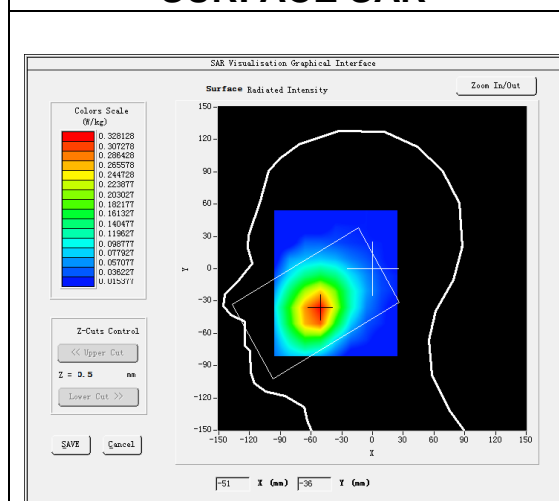 SURFACE SAR
SAR Visualisation Graphical Interface
Surface Radiated Intensity
Zoom In/Out
Colors Scale
(W/kg)
0.328128
0.307278
0.286428
0.265578
0.244728
0.223877
0.203027
0.182177
0.161327
0.140477
0.119627
0.098777
0.077927
0.057077
0.036227
0.015377
150
120
90
60
30
0
-30
-60
-90
-120
-150
Y
-150 -120 -90 -60 -30 0 30 60 90 120 150
X
Z-Cuts Control
<< Upper Cut
Z = 0.5 mm
Lower Cut >>
SAVE Cancel
-51 X (mm) -36 Y (mm)